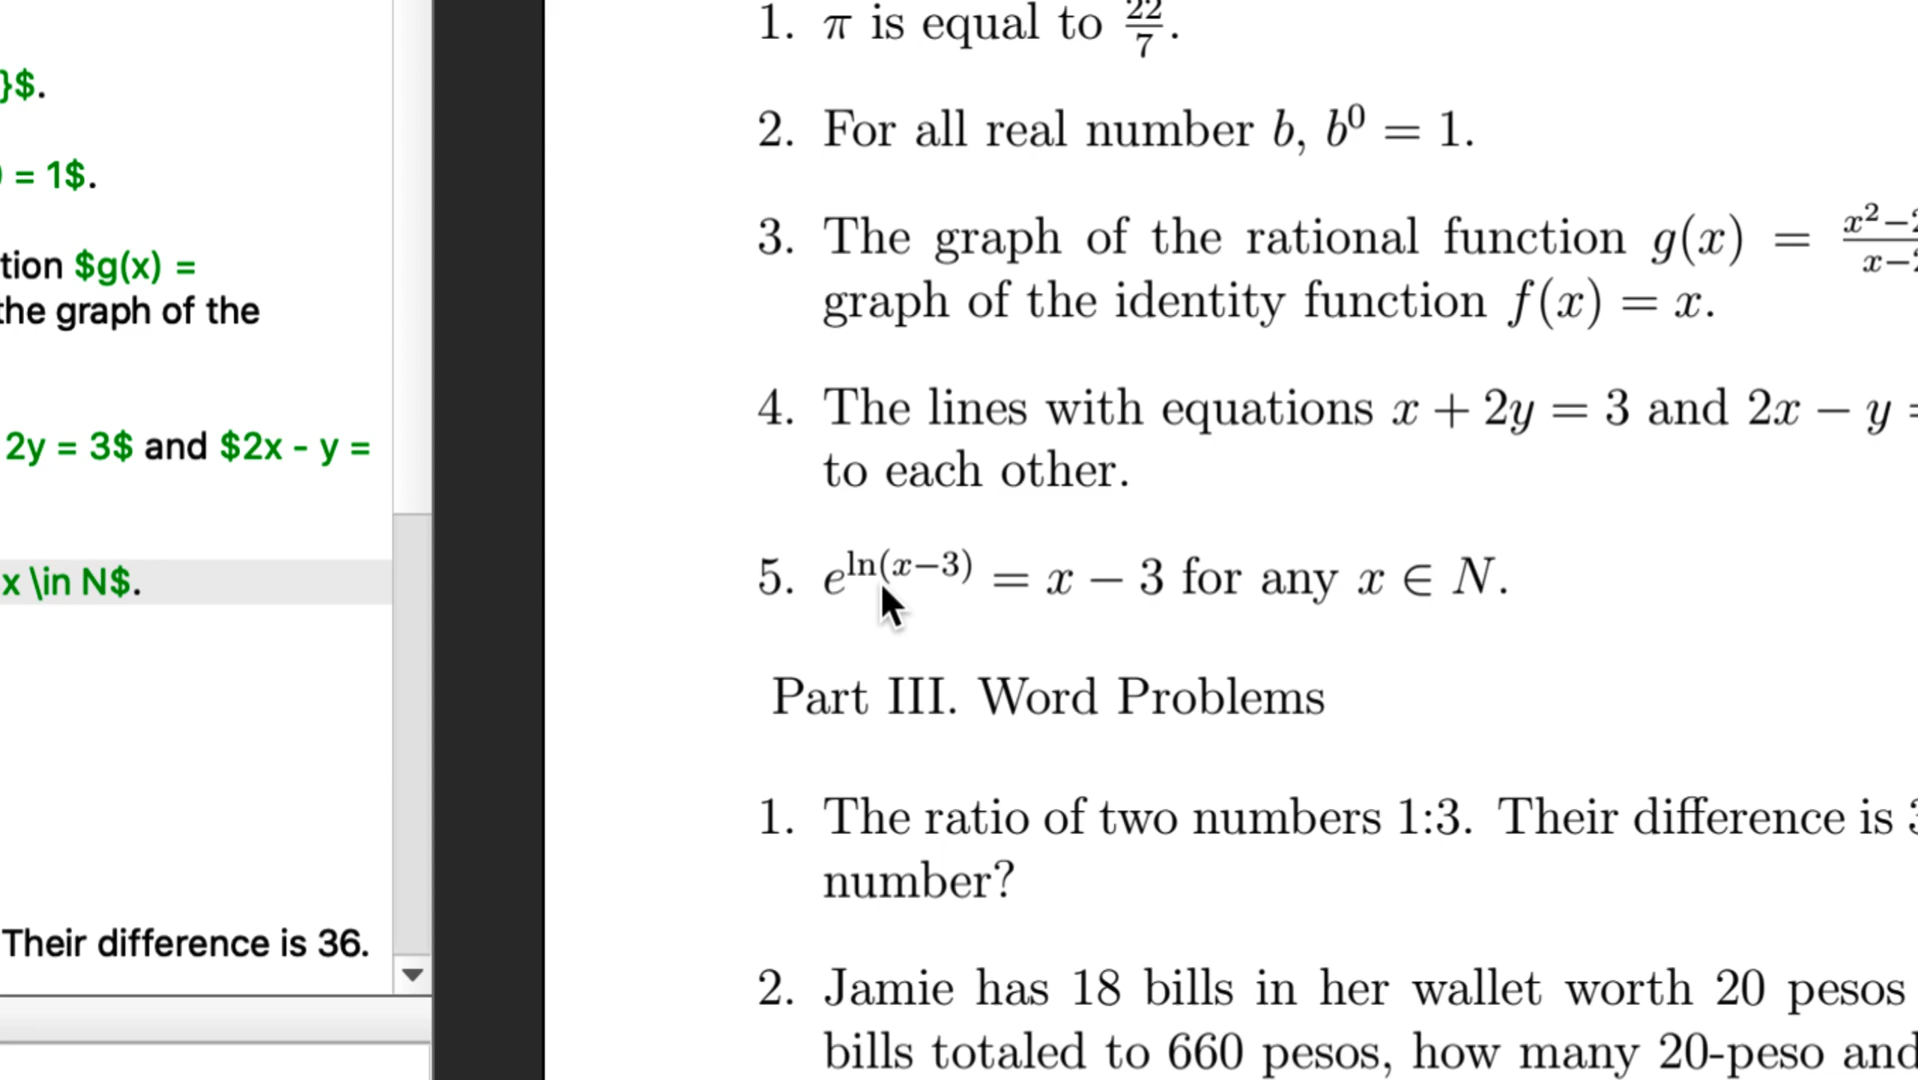 }$.
= 1$.
tion $g(x) =
the graph of the
2y = 3$ and $2x - y =
x \in N$.
Their difference is 36.
1. π is equal to 22/7.
2. For all real number b, b⁰ = 1.
3. The graph of the rational function g(x) = x²−/x−
graph of the identity function f(x) = x.
4. The lines with equations x + 2y = 3 and 2x − y =
to each other.
5. e^ln(x−3) = x − 3 for any x ∈ N.
Part III. Word Problems
1. The ratio of two numbers 1:3. Their difference is
number?
2. Jamie has 18 bills in her wallet worth 20 pesos
bills totaled to 660 pesos, how many 20-peso and